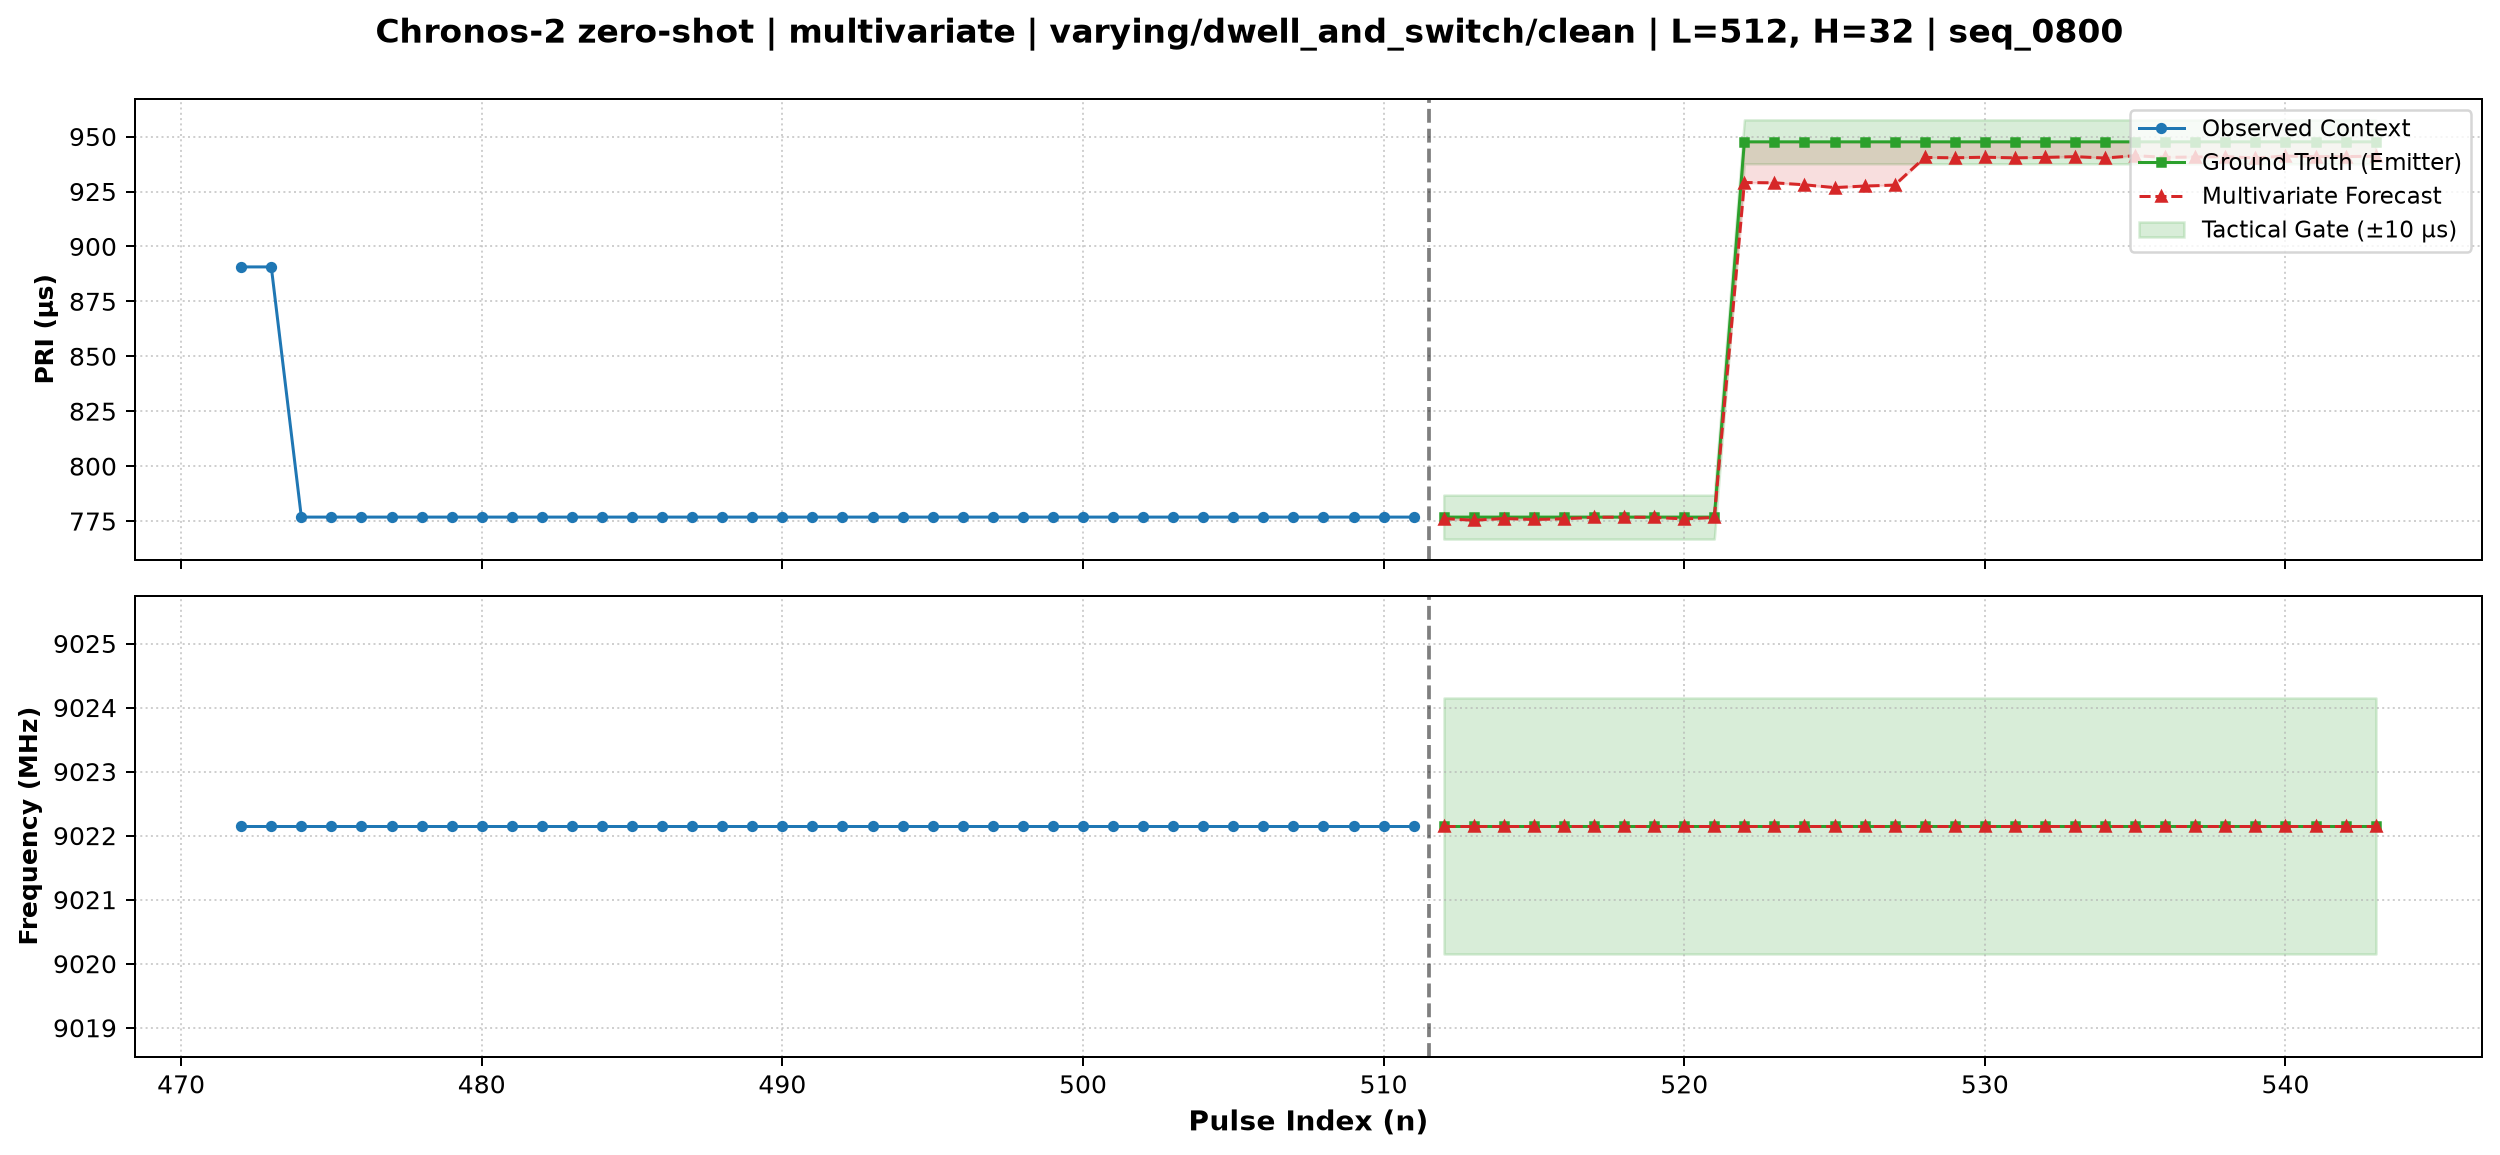 Chronos-2 zero-shot | multivariate | varying/dwell_and_switch/clean | L=512, H=32 | seq_0800
PRI (µs)
950
925
900
875
850
825
800
775
Observed Context
Ground Truth (Emitter)
Multivariate Forecast
Tactical Gate (±10 µs)
Frequency (MHz)
9025
9024
9023
9022
9021
9020
9019
470 480 490 500 510 520 530 540
Pulse Index (n)